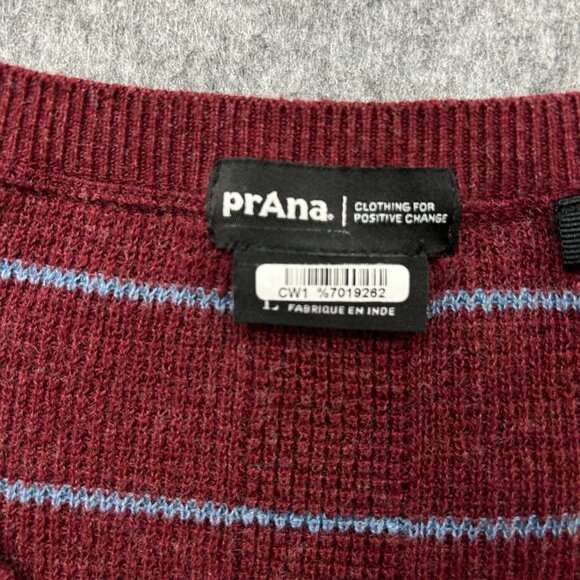 prAna®
CLOTHING FOR
POSITIVE CHANGE
CW1 %7019262
FABRIQUE EN INDE